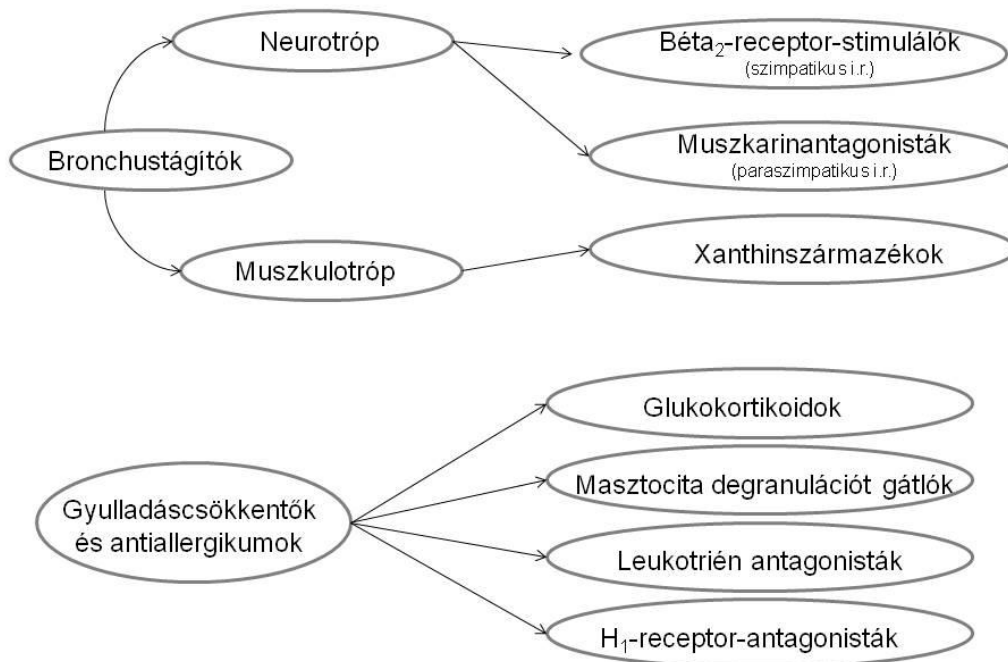 Neurotróp
Béta₂-receptor-stimulálók
(szimpatikus i.r.)
Bronchustágítók
Muszkarinantagonisták
(paraszimpatikus i.r.)
Muszkulotróp
Xanthinszármazékok
Glukokortikoidok
Gyulladáscsökkentők
és antiallergikumok
Masztocita degranulációt gátlók
Leukotrién antagonisták
H₁-receptor-antagonisták